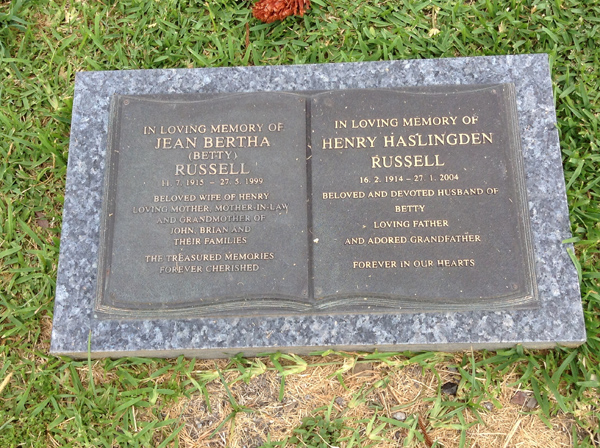 IN LOVING MEMORY OF
JEAN BERTHA
(BETTY)
RUSSELL
11. 7. 1915 – 27. 5. 1999
BELOVED WIFE OF HENRY
LOVING MOTHER, MOTHER-IN-LAW
AND GRANDMOTHER OF
JOHN, BRIAN AND
THEIR FAMILIES
THE TREASURED MEMORIES
FOREVER CHERISHED
IN LOVING MEMORY OF
HENRY HASLINGDEN
RUSSELL
16. 2. 1914 – 27. 1. 2004
BELOVED AND DEVOTED HUSBAND OF
BETTY
LOVING FATHER
AND ADORED GRANDFATHER
FOREVER IN OUR HEARTS